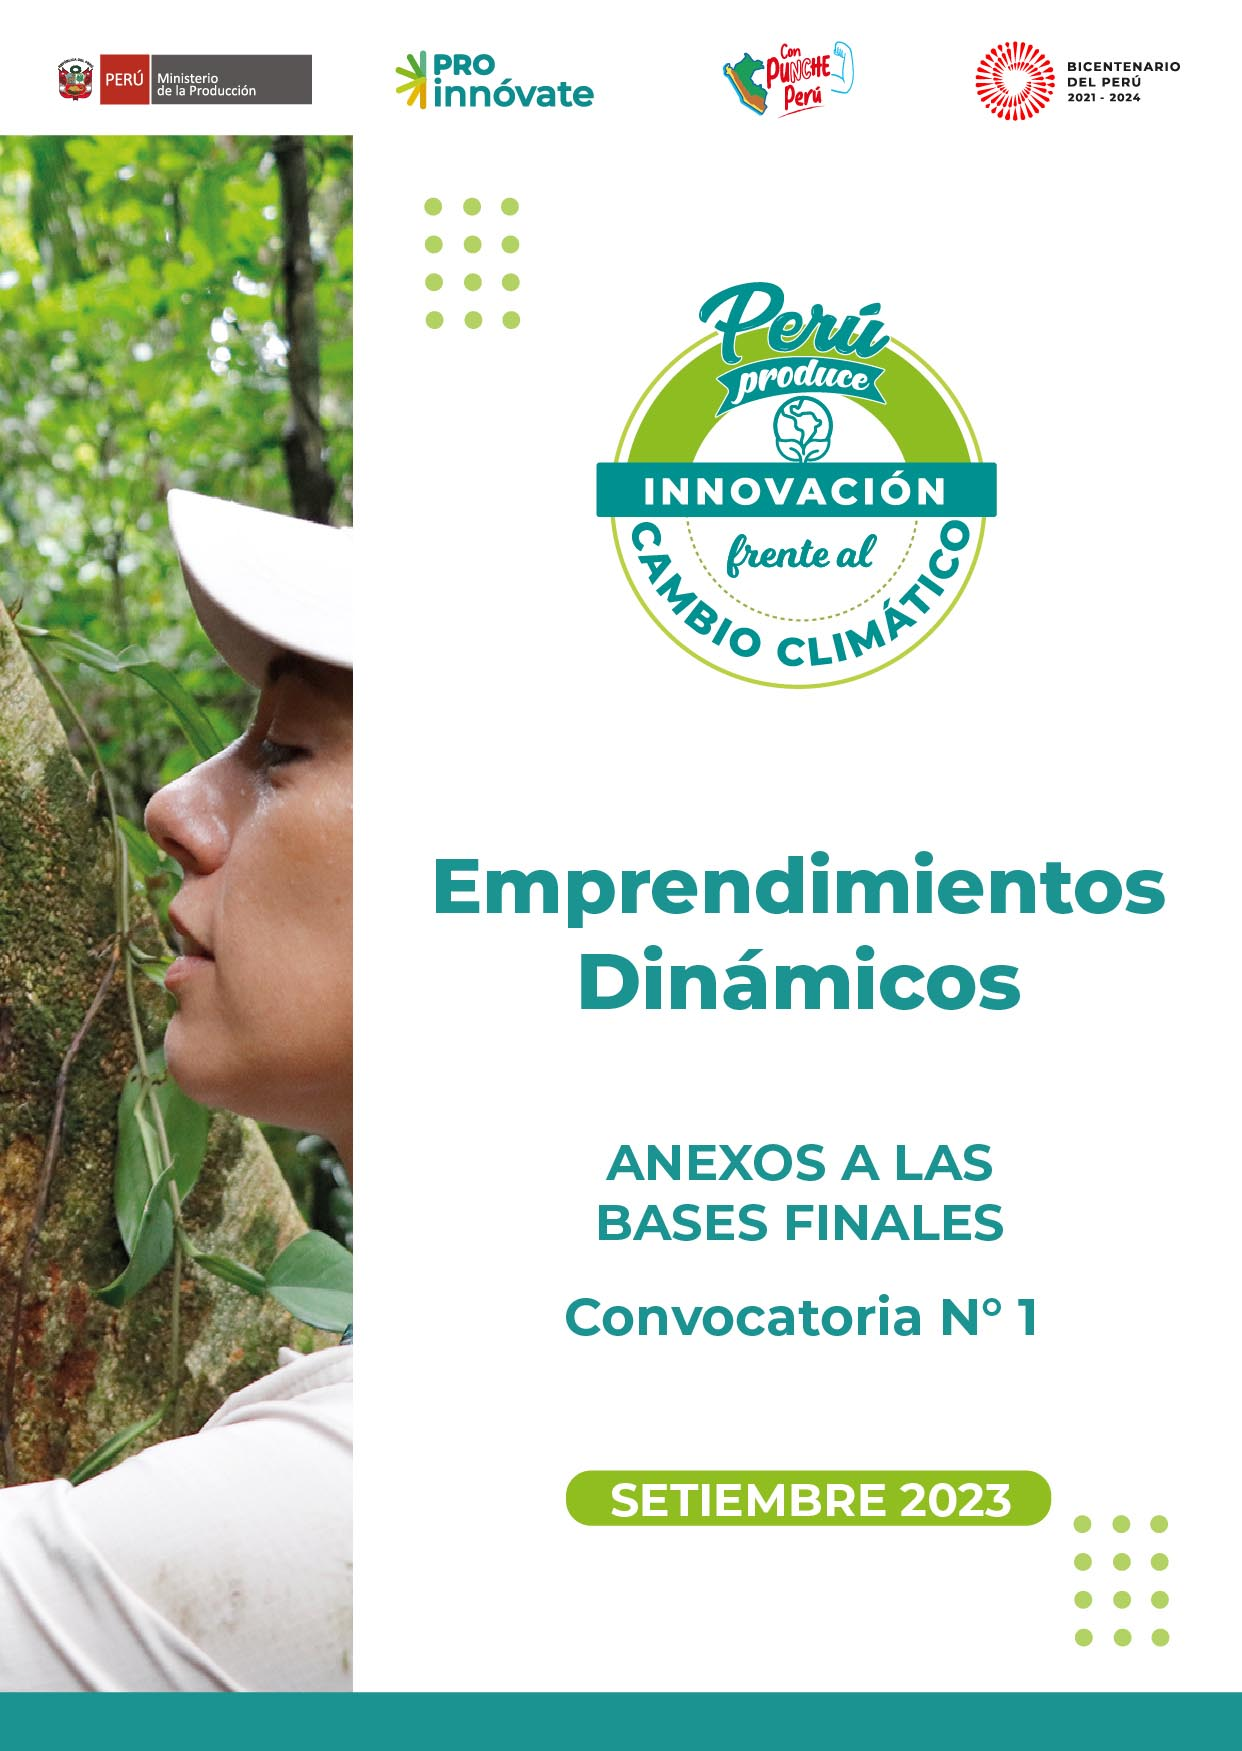 PERÚ
Ministerio
de la Producción
PRO
innóvate
Con
PUNCHE
Perú
BICENTENARIO
DEL PERÚ
2021 - 2024
Perú
produce
INNOVACIÓN
frente al
CAMBIO CLIMÁTICO
Emprendimientos
Dinámicos
ANEXOS A LAS
BASES FINALES
Convocatoria N° 1
SETIEMBRE 2023